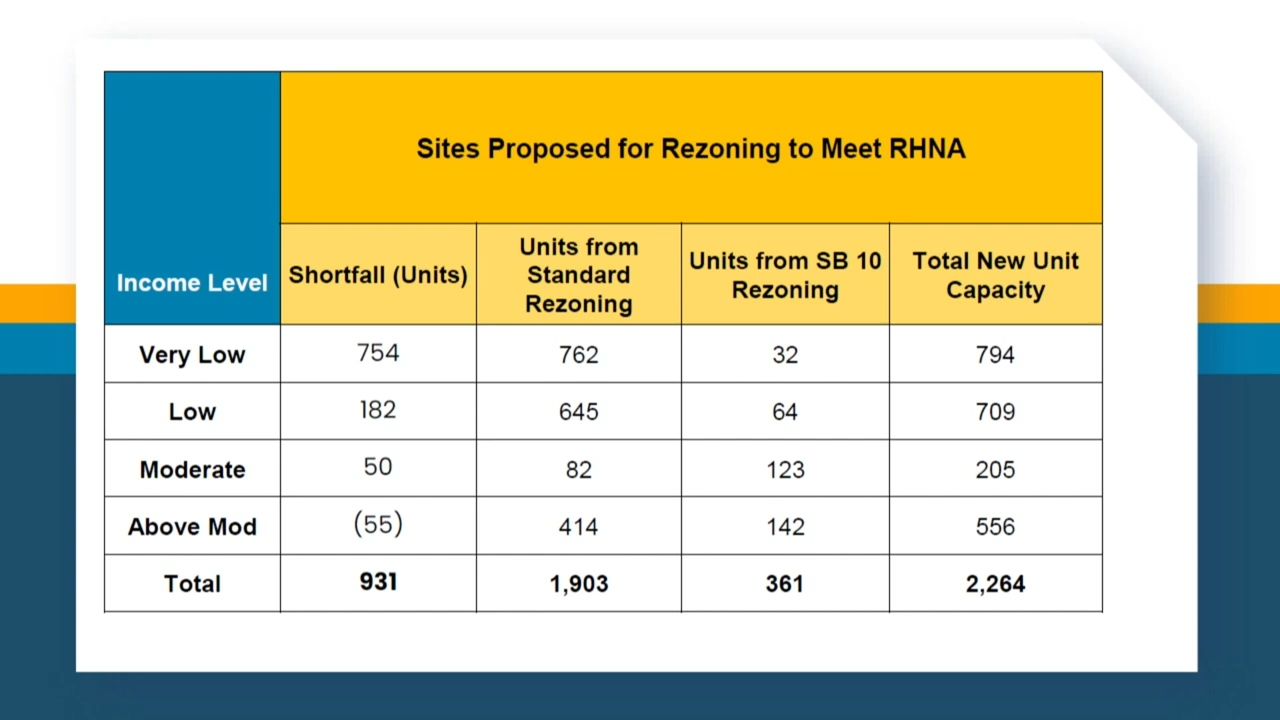 Sites Proposed for Rezoning to Meet RHNA
Income Level
Shortfall (Units)
Units from
Standard
Rezoning
Units from SB 10
Rezoning
Total New Unit
Capacity
Very Low 754 762 32 794
Low 182 645 64 709
Moderate 50 82 123 205
Above Mod (55) 414 142 556
Total 931 1,903 361 2,264